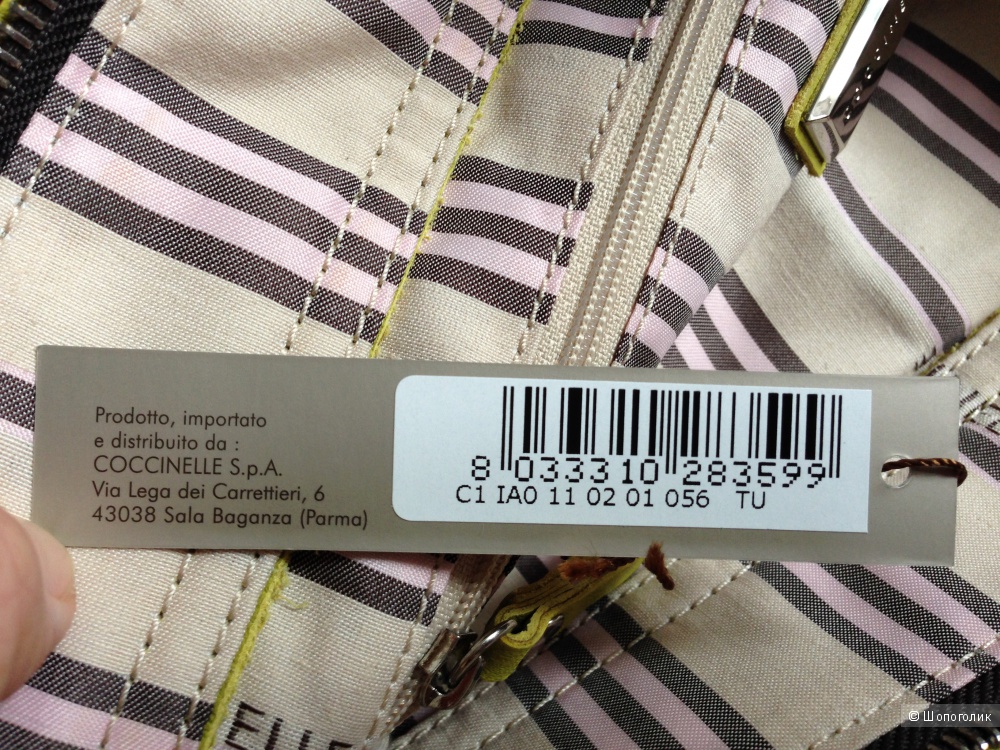 Prodotto, importato
e distribuito da :
COCCINELLE S.p.A.
Via Lega dei Carrettieri, 6
43038 Sala Baganza (Parma)
8 033310 283599
C1 IA0 11 02 01 056 TU
© Шопоголик